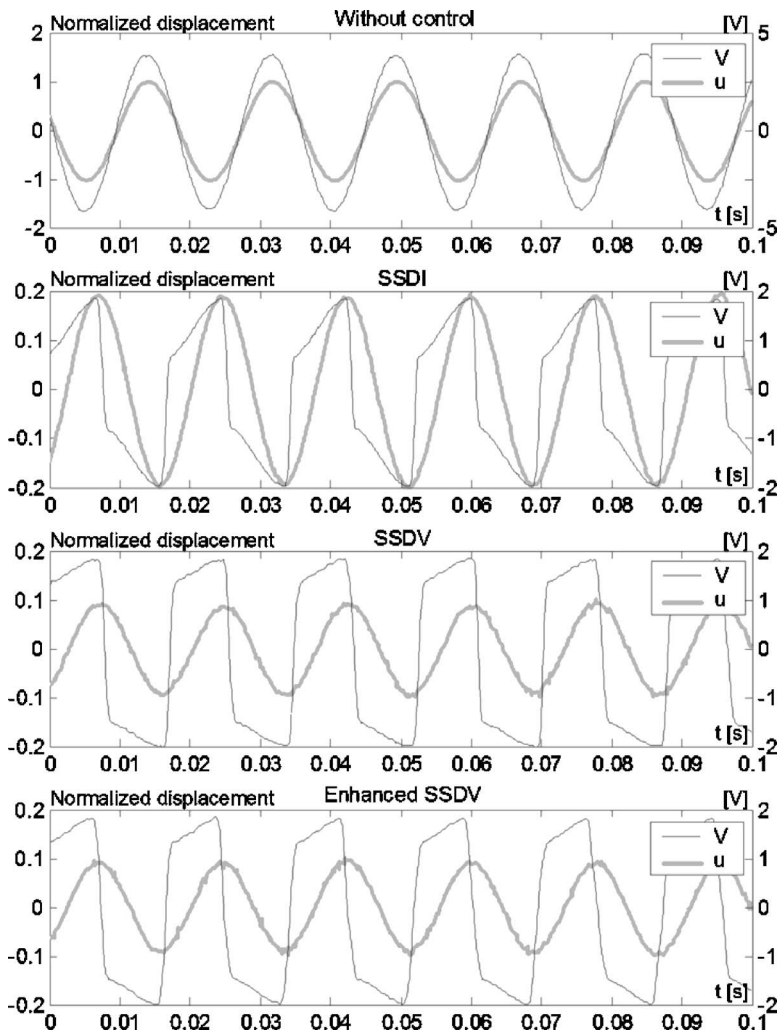 Normalized displacement Without control [V]
2 5
V
u
1
0 0
-1
t [s]
-2 -5
0 0.01 0.02 0.03 0.04 0.05 0.06 0.07 0.08 0.09 0.1
Normalized displacement SSDI [V]
0.2 2
V
u
0.1 1
0 0
-0.1 -1
t [s]
-0.2 -2
0 0.01 0.02 0.03 0.04 0.05 0.06 0.07 0.08 0.09 0.1
Normalized displacement SSDV [V]
0.2 2
V
u
0.1 1
0 0
-0.1 -1
t [s]
-0.2 -2
0 0.01 0.02 0.03 0.04 0.05 0.06 0.07 0.08 0.09 0.1
Normalized displacement Enhanced SSDV [V]
0.2 2
V
u
0.1 1
0 0
-0.1 -1
t [s]
-0.2 -2
0 0.01 0.02 0.03 0.04 0.05 0.06 0.07 0.08 0.09 0.1